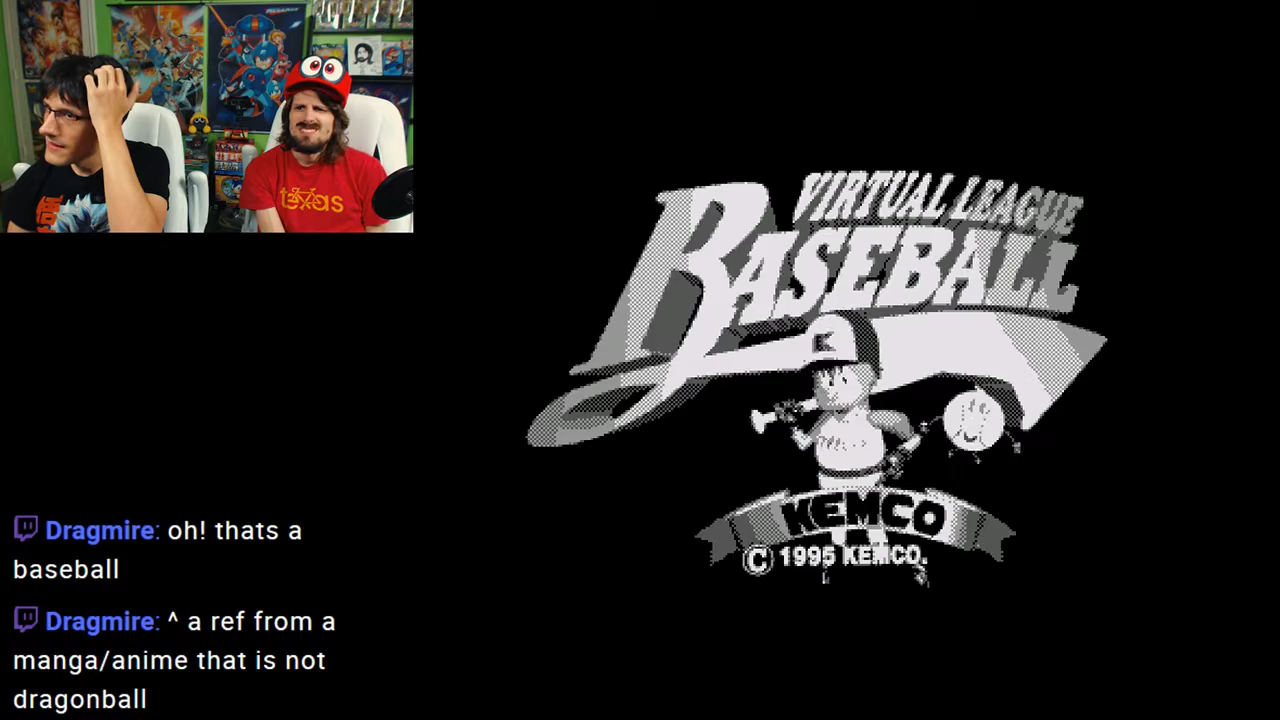 texas
VIRTUAL LEAGUE
BASEBALL
KEMCO
© 1995 KEMCO.
Dragmire: oh! thats a
baseball
Dragmire: ^ a ref from a
manga/anime that is not
dragonball